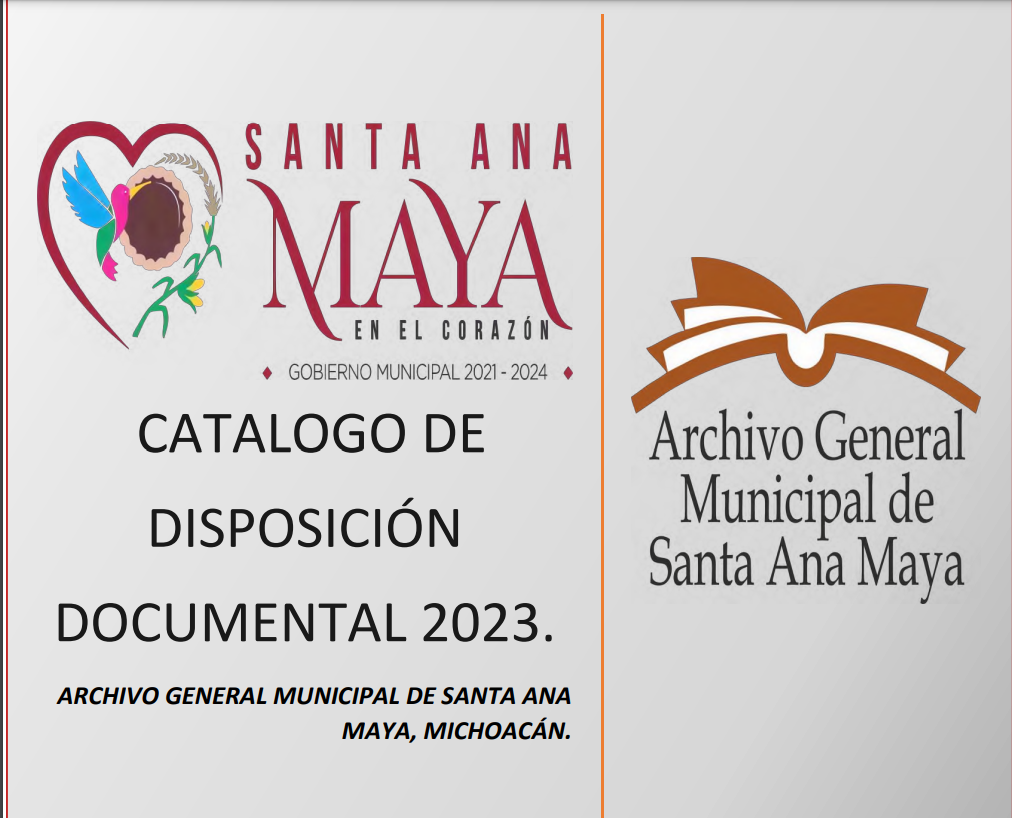 SANTA ANA
MAYA
EN EL CORAZÓN
GOBIERNO MUNICIPAL 2021 - 2024
CATALOGO DE
DISPOSICIÓN
DOCUMENTAL 2023.
ARCHIVO GENERAL MUNICIPAL DE SANTA ANA
MAYA, MICHOACÁN.
Archivo General
Municipal de
Santa Ana Maya